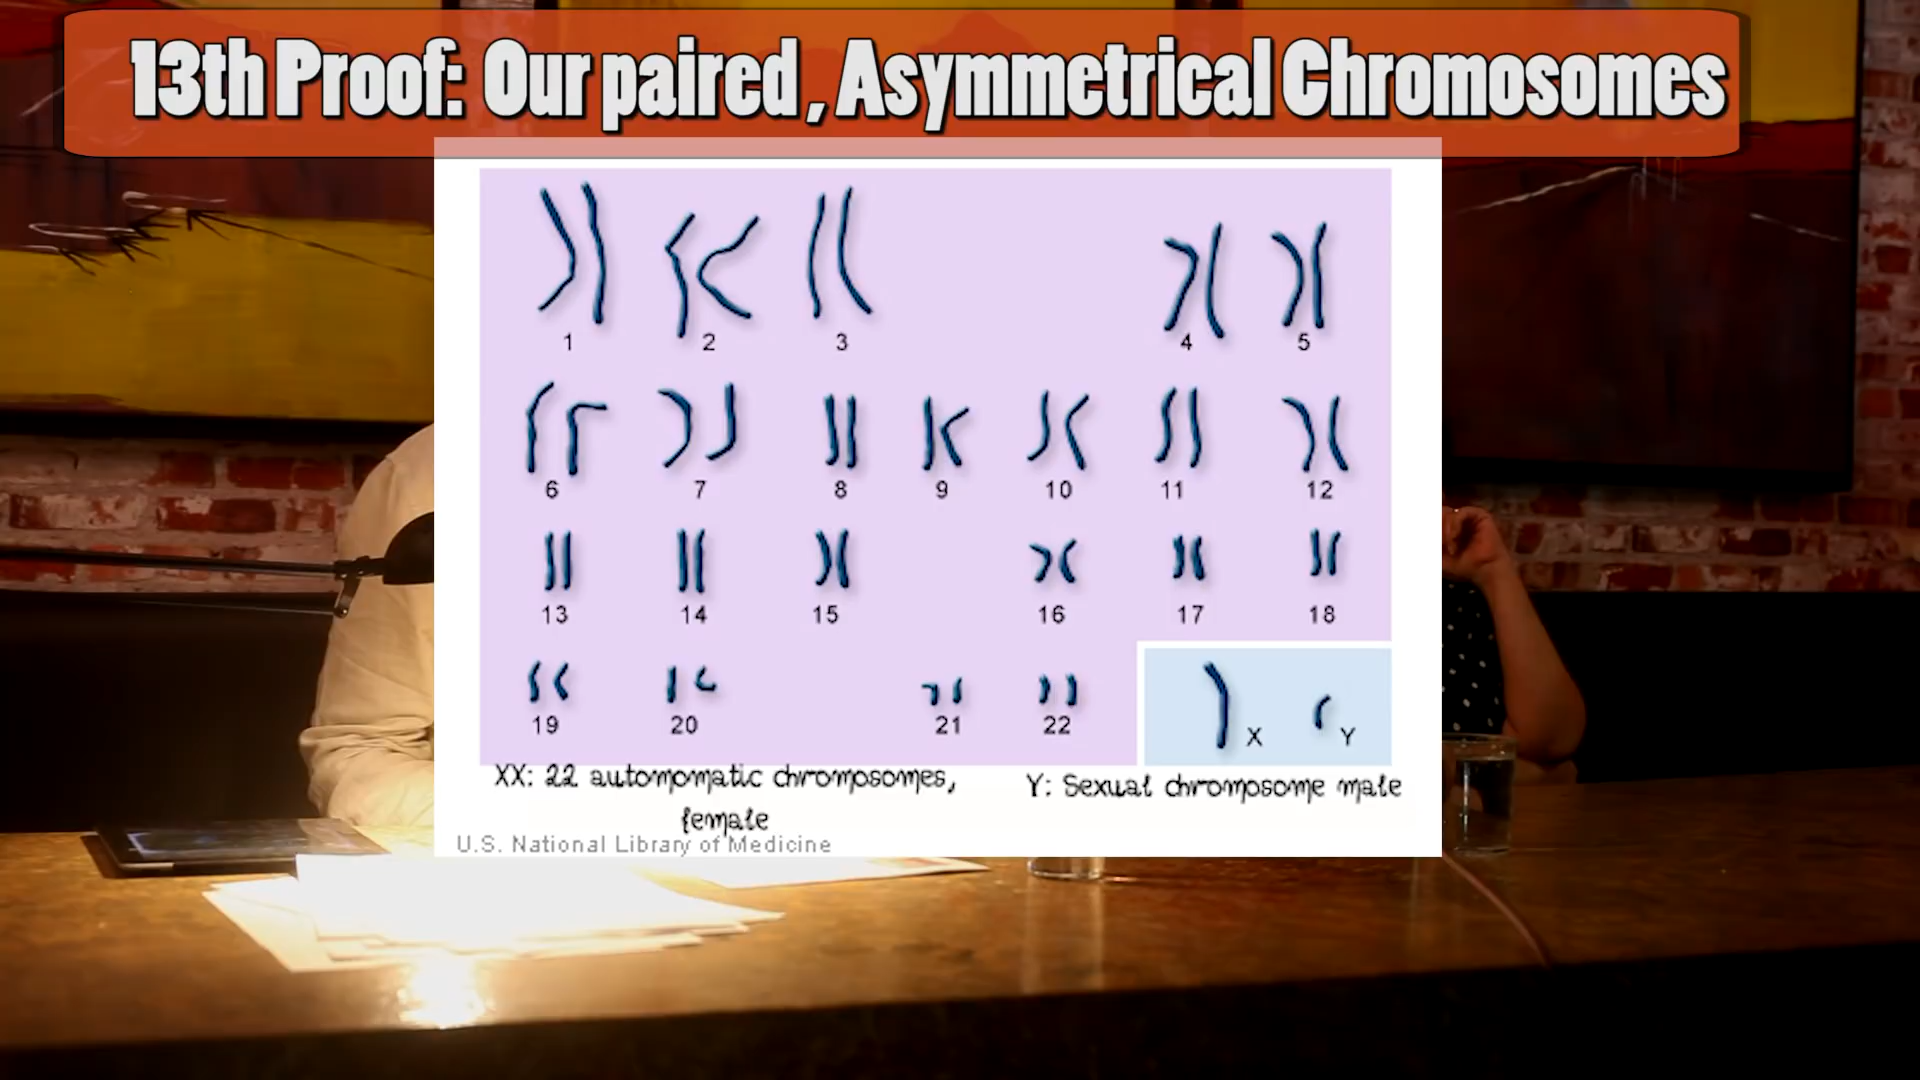 13th Proof: Our paired , Asymmetrical Chromosomes
1 2 3 4 5
6 7 8 9 10 11 12
13 14 15 16 17 18
19 20 21 22 X Y
XX: 22 automomatic chromosomes,
female
Y: Sexual chromosome male
U.S. National Library of Medicine